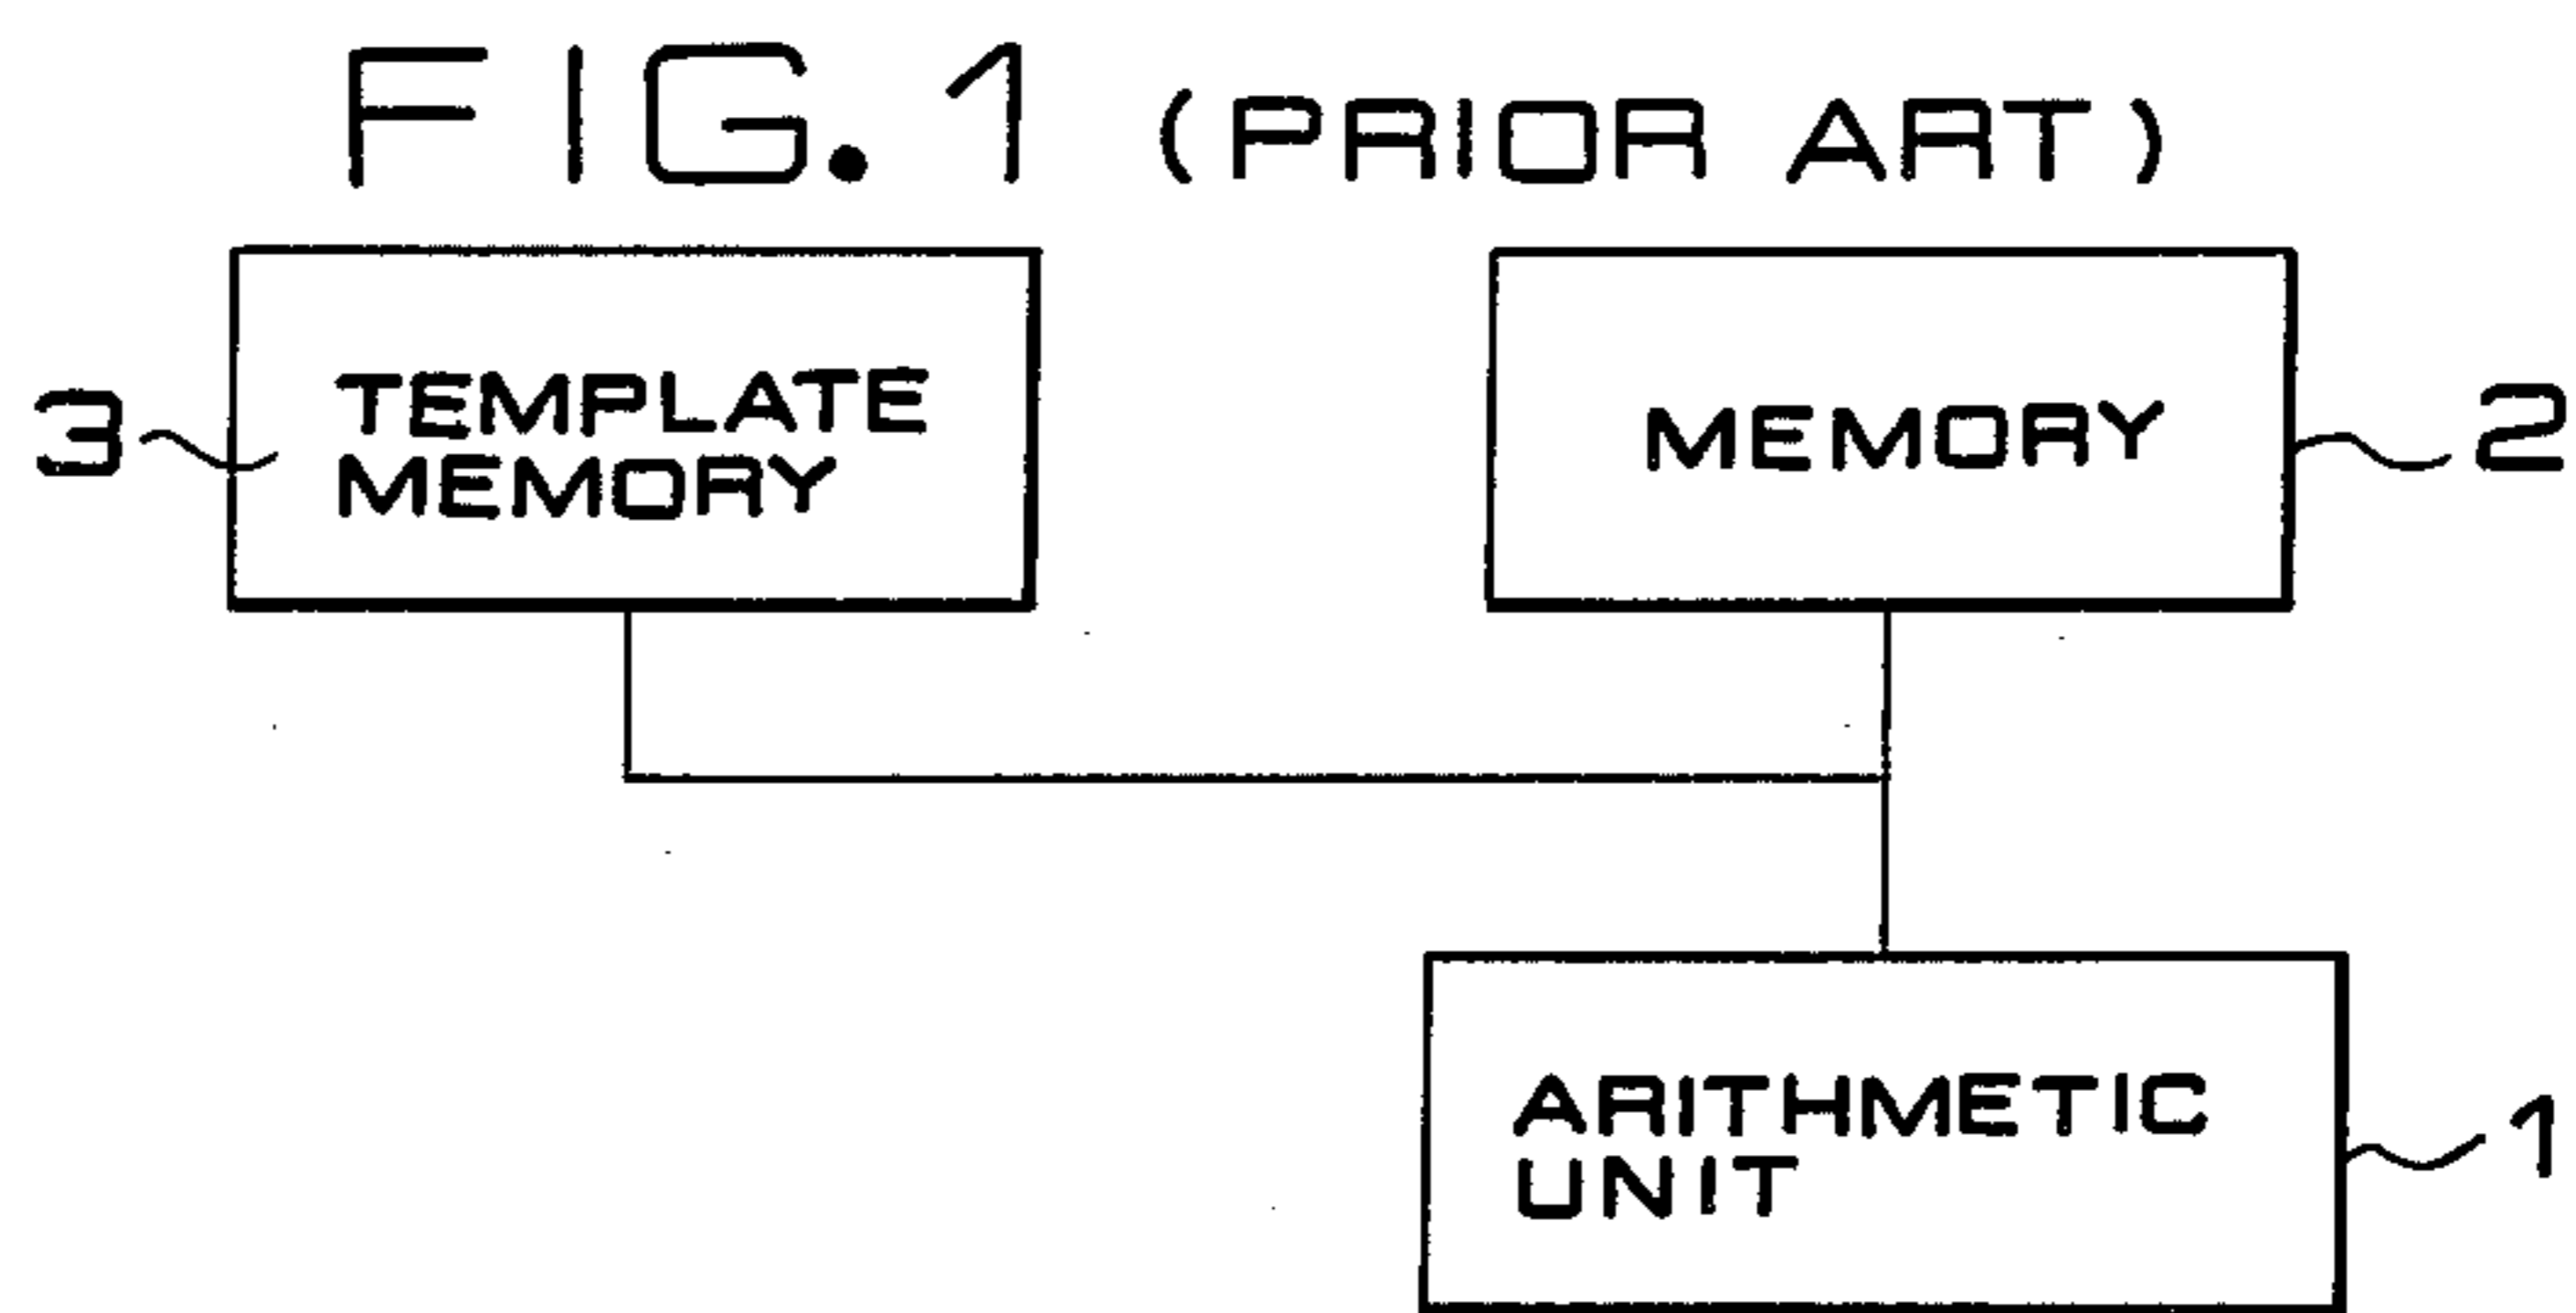 FIG. 1 (PRIOR ART)
3
TEMPLATE
MEMORY
MEMORY
2
ARITHMETIC
UNIT
1